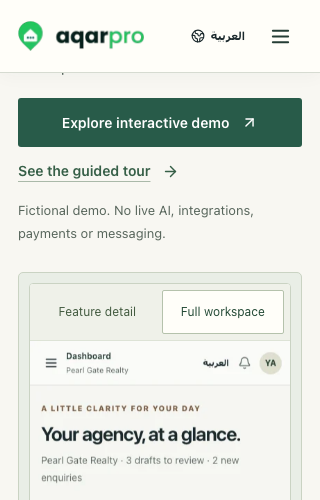 aqarpro
العربية
Explore interactive demo
See the guided tour
Fictional demo. No live AI, integrations,
payments or messaging.
Feature detail
Full workspace
Dashboard
Pearl Gate Realty
العربية
YA
A LITTLE CLARITY FOR YOUR DAY
Your agency, at a glance.
Pearl Gate Realty · 3 drafts to review · 2 new
enquiries